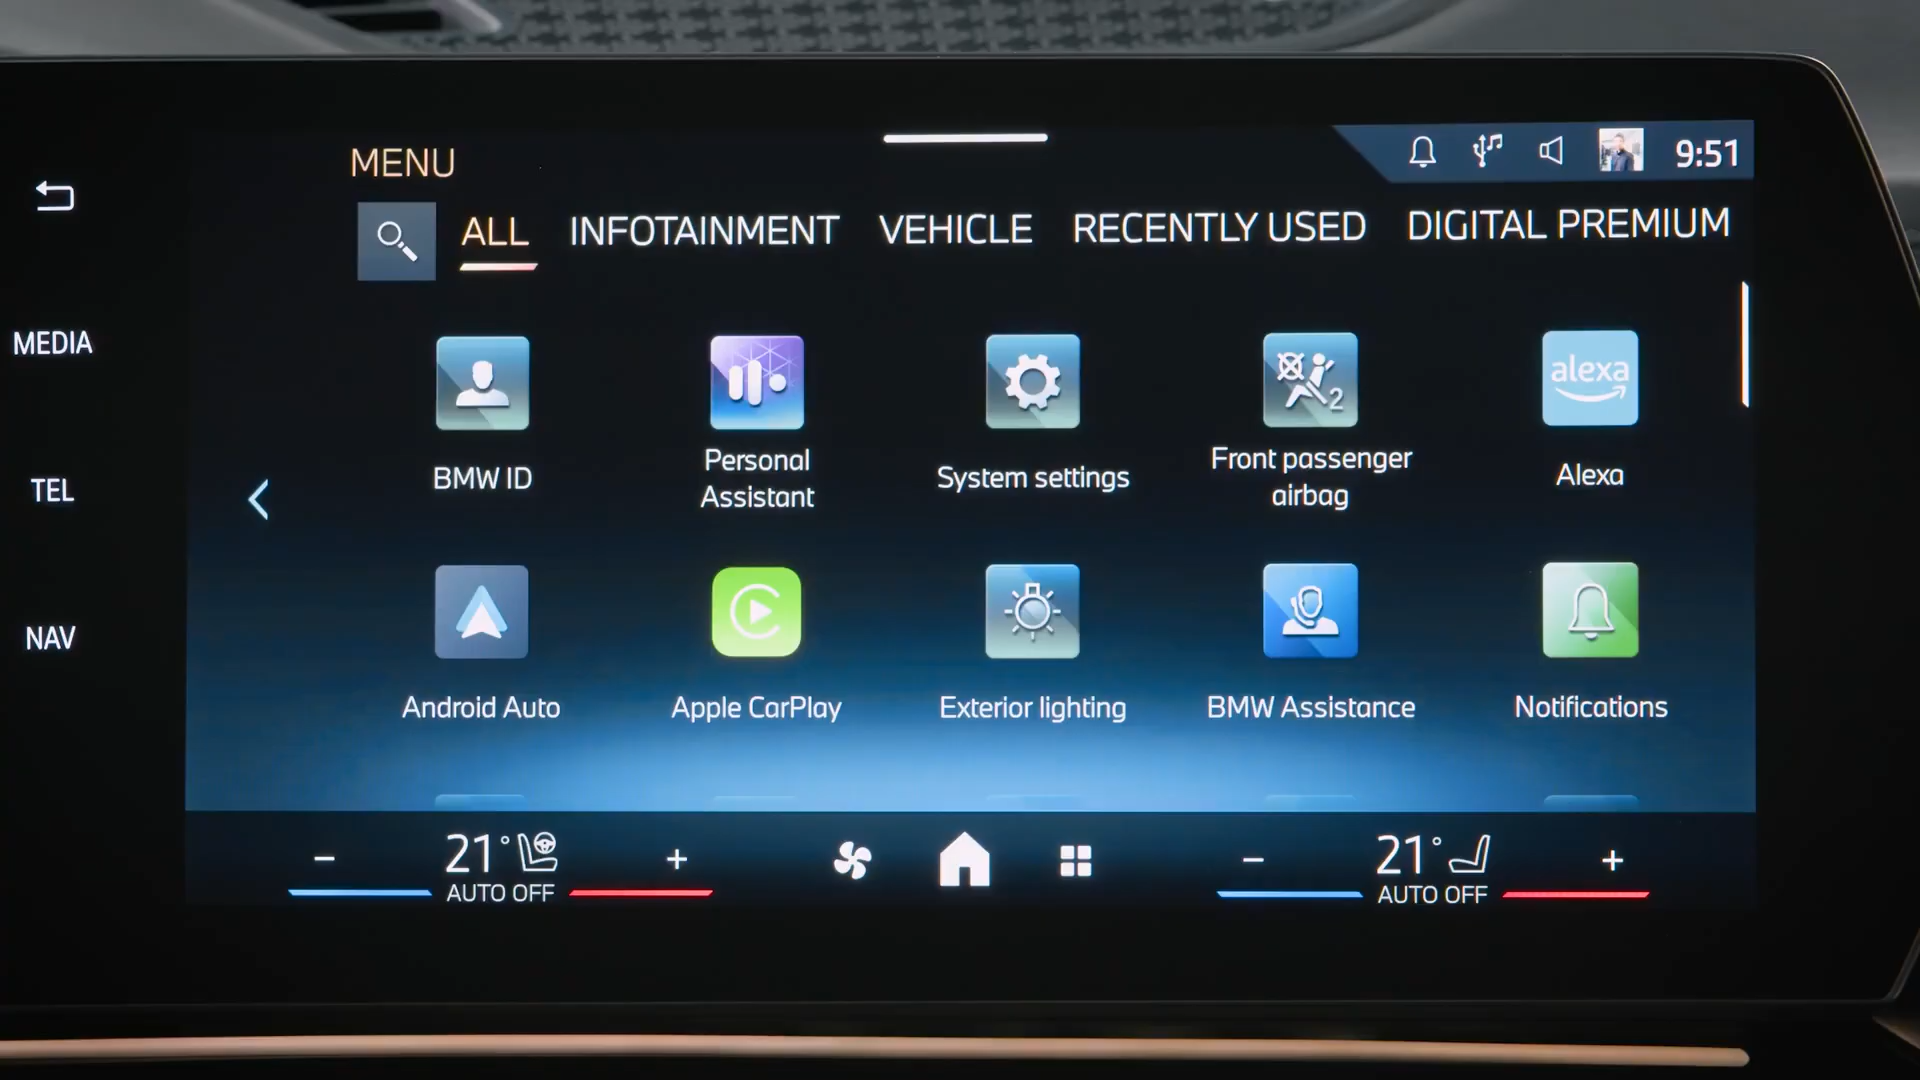 MENU
9:51
ALL INFOTAINMENT VEHICLE RECENTLY USED DIGITAL PREMIUM
MEDIA
TEL
NAV
2
alexa
BMW ID
Personal
Assistant
System settings
Front passenger
airbag
Alexa
Android Auto
Apple CarPlay
Exterior lighting
BMW Assistance
Notifications
− 21° +
AUTO OFF
− 21° +
AUTO OFF